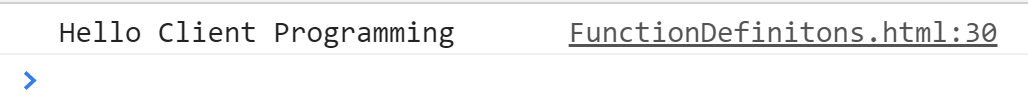 Hello Client Programming FunctionDefinitons.html:30
>